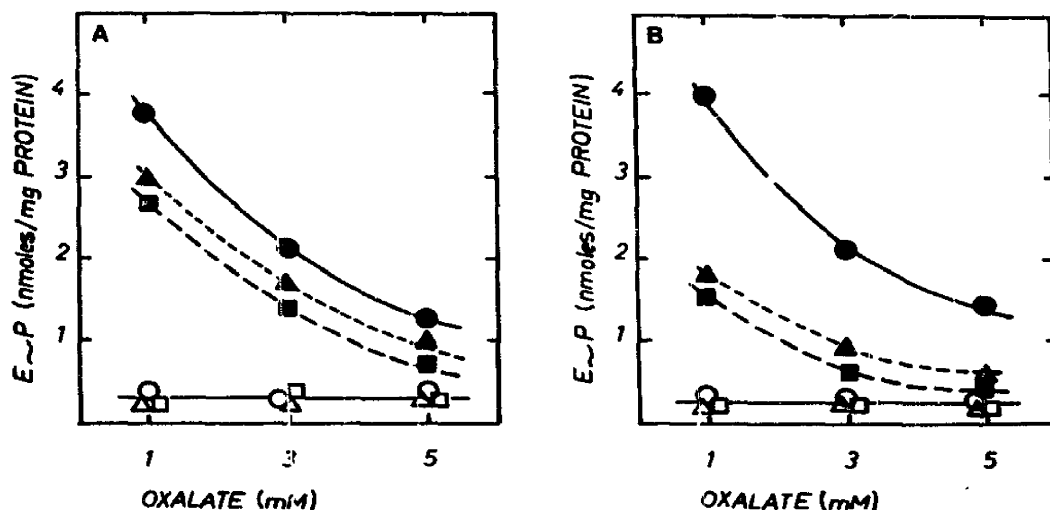 A
E~P (nmoles/mg PROTEIN)
4
3
2
1
1
3
5
OXALATE (mM)
B
E~P (nmoles/mg PROTEIN)
4
3
2
1
1
3
5
OXALATE (mM)